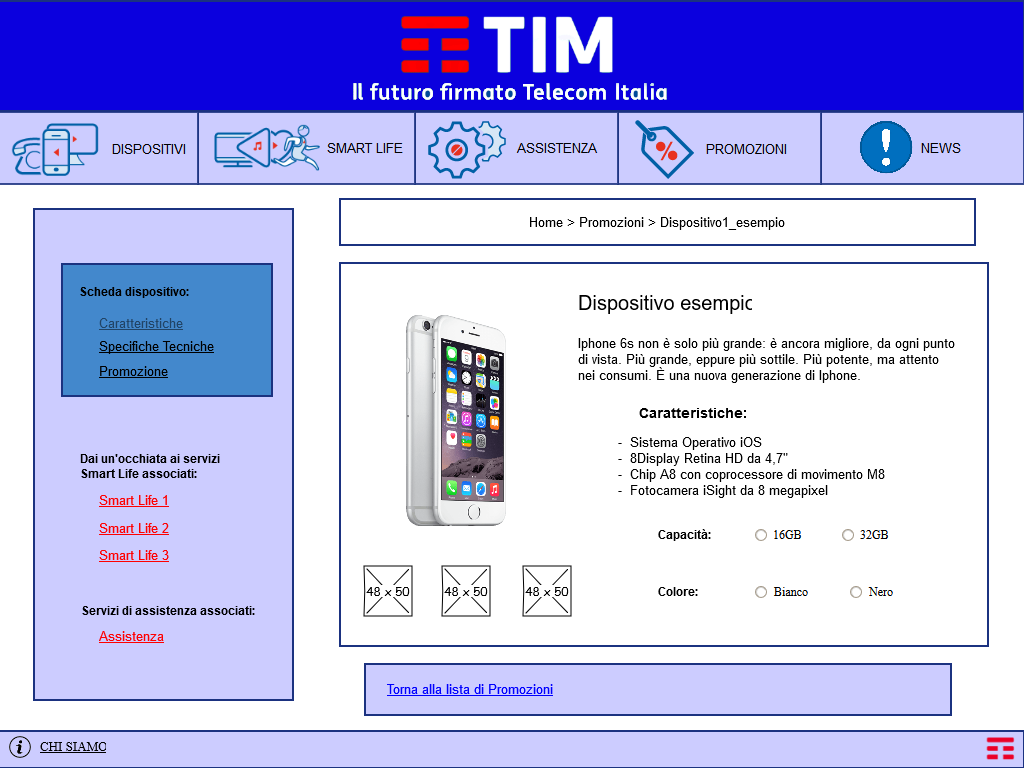 TIM
Il futuro firmato Telecom Italia
DISPOSITIVI
SMART LIFE
ASSISTENZA
PROMOZIONI
NEWS
Home > Promozioni > Dispositivo1_esempio
Scheda dispositivo:
Caratteristiche
Specifiche Tecniche
Promozione
Dai un'occhiata ai servizi
Smart Life associati:
Smart Life 1
Smart Life 2
Smart Life 3
Servizi di assistenza associati:
Assistenza
Dispositivo esempic
Iphone 6s non è solo più grande: è ancora migliore, da ogni punto
di vista. Più grande, eppure più sottile. Più potente, ma attento
nei consumi. È una nuova generazione di Iphone.
Caratteristiche:
- Sistema Operativo iOS
- 8Display Retina HD da 4,7"
- Chip A8 con coprocessore di movimento M8
- Fotocamera iSight da 8 megapixel
Capacità: 16GB 32GB
48 x 50 48 x 50 48 x 50
Colore: Bianco Nero
Torna alla lista di Promozioni
CHI SIAMO